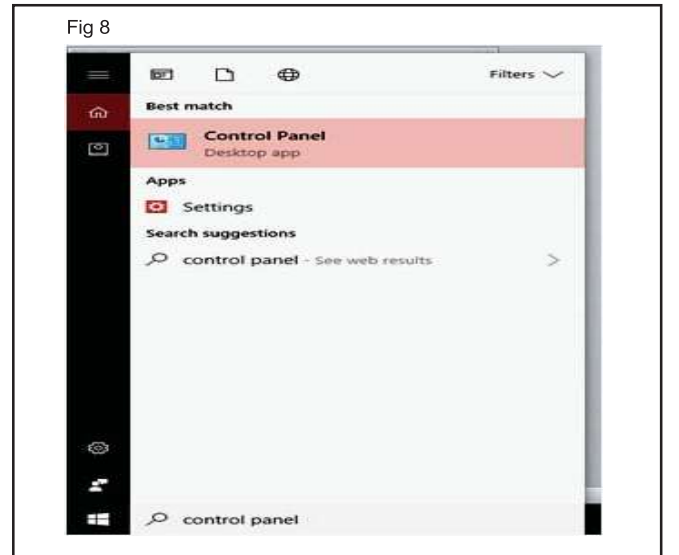 Fig 8
Filters
Best match
Control Panel
Desktop app
Apps
Settings
Search suggestions
control panel - See web results
control panel